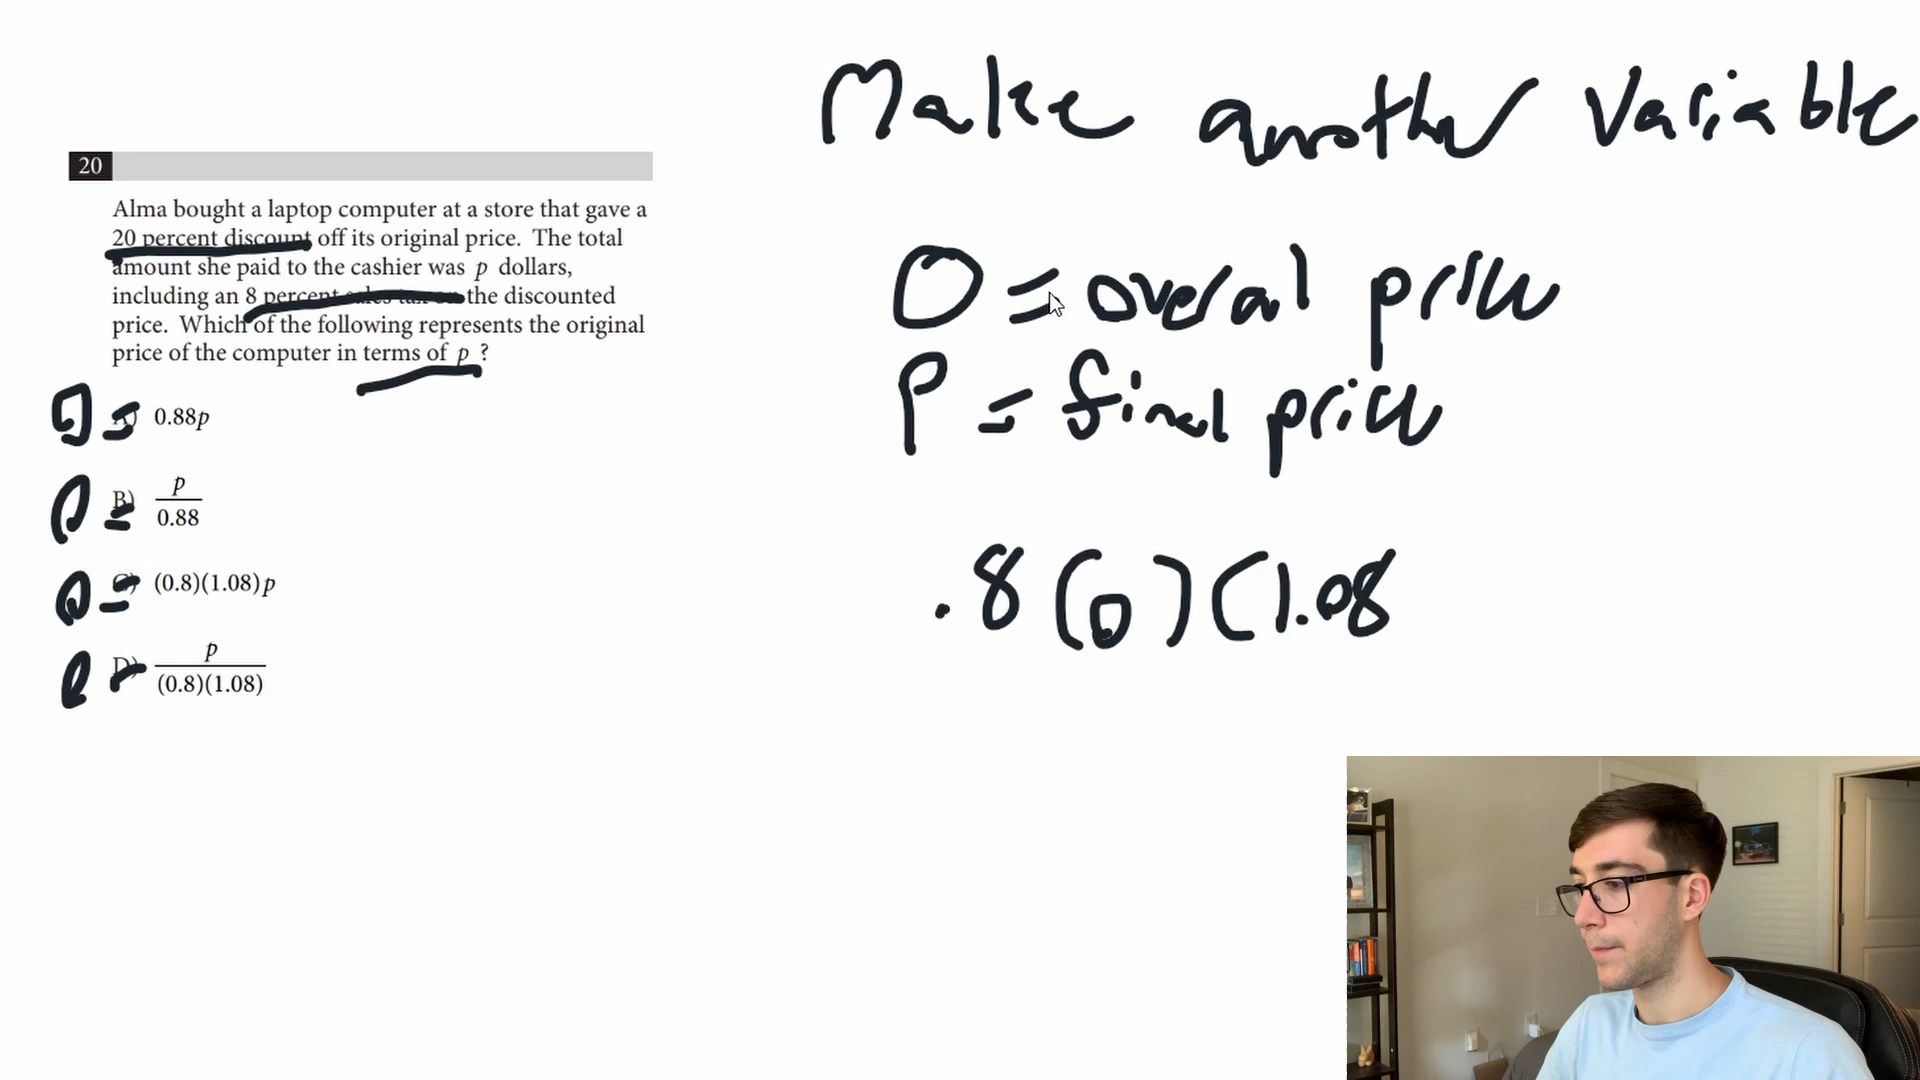 20
Alma bought a laptop computer at a store that gave a
20 percent discount off its original price. The total
amount she paid to the cashier was p dollars,
including an 8 percent sales tax on the discounted
price. Which of the following represents the original
price of the computer in terms of p ?
O = 0.88p
O = B) p
0.88
O = (0.8)(1.08)p
O = D) p
(0.8)(1.08)
Make another variable
O = overal price
P = final price
.8 (O) (1.08